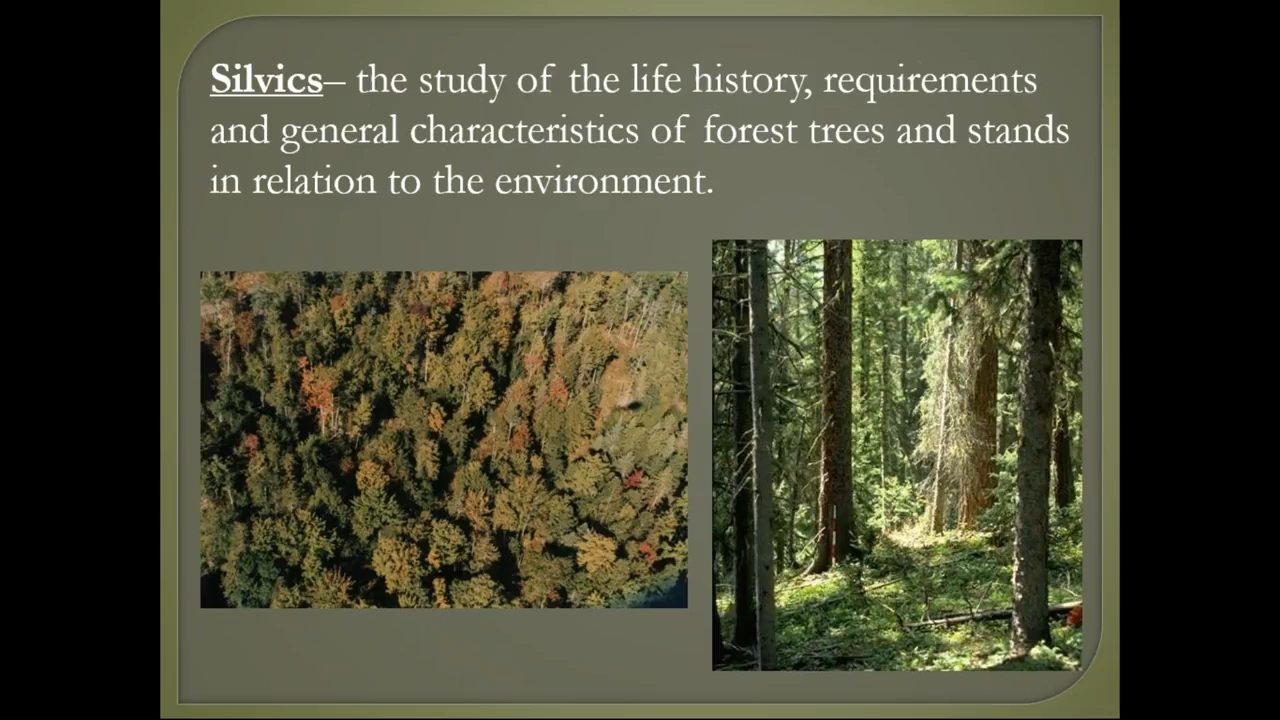 Silvics– the study of the life history, requirements
and general characteristics of forest trees and stands
in relation to the environment.